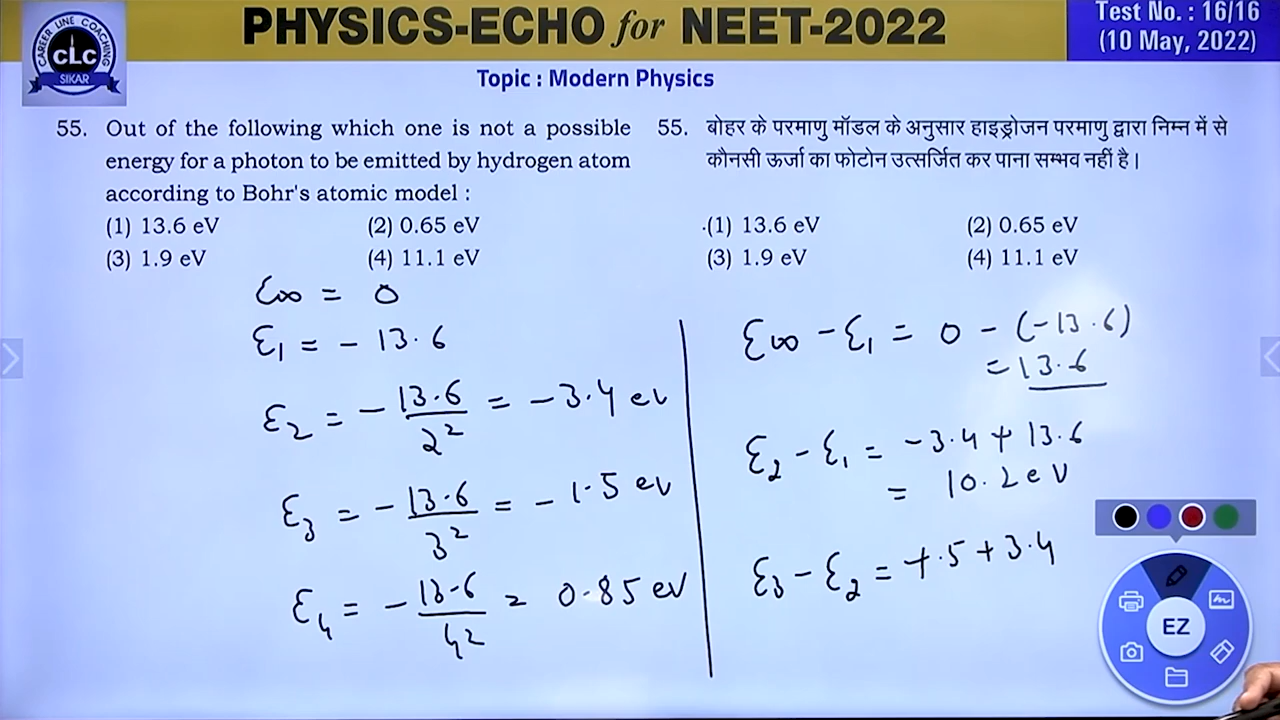 CAREER LINE COACHING
CLC
SIKAR
PHYSICS-ECHO for NEET-2022
Test No. : 16/16
(10 May, 2022)
Topic : Modern Physics
55. Out of the following which one is not a possible
energy for a photon to be emitted by hydrogen atom
according to Bohr's atomic model :
(1) 13.6 eV (2) 0.65 eV
(3) 1.9 eV (4) 11.1 eV
55. बोहर के परमाणु मॉडल के अनुसार हाइड्रोजन परमाणु द्वारा निम्न में से
कौनसी ऊर्जा का फोटोन उत्सर्जित कर पाना सम्भव नहीं है।
(1) 13.6 eV (2) 0.65 eV
(3) 1.9 eV (4) 11.1 eV
E∞ = 0
E₁ = - 13.6
E₂ = - 13.6/2² = - 3.4 ev
E₃ = - 13.6/3² = - 1.5 ev
E₄ = - 13.6/4² = 0.85 eV
E∞ - E₁ = 0 - (-13.6)
= 13.6
E₂ - E₁ = -3.4 + 13.6
= 10.2 eV
E₃ - E₂ = -1.5 + 3.4
EZ